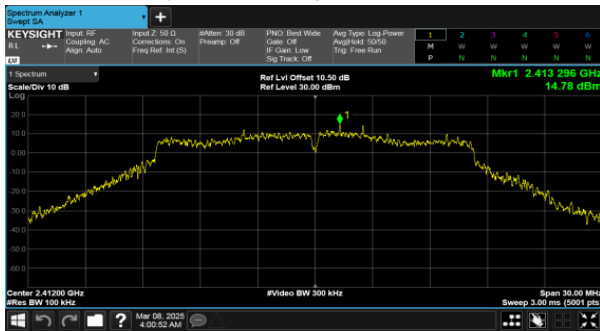 Spectrum Analyzer 1
Swept SA
+
KEYSIGHT Input: RF Input Z: 50 Ω #Atten: 30 dB PNO: Best Wide Avg Type: Log-Power 1 2 3 4 5 6
RL Coupling: AC Corrections: On Preamp: Off Gate: Off Avg|Hold: 50/50 M W W W W W
Align: Auto Freq Ref: Int (S) IF Gain: Low Trig: Free Run P N N N N N
LXI Sig Track: Off
1 Spectrum Ref Lvl Offset 10.50 dB Mkr1 2.413 296 GHz
Scale/Div 10 dB Ref Level 30.00 dBm 14.78 dBm
Log
1
20.0
10.0
0.00
-10.0
-20.0
-30.0
-40.0
-50.0
-60.0
Center 2.41200 GHz #Video BW 300 kHz Span 30.00 MHz
#Res BW 100 kHz Sweep 3.00 ms (5001 pts)
? Mar 08, 2025
4:00:52 AM